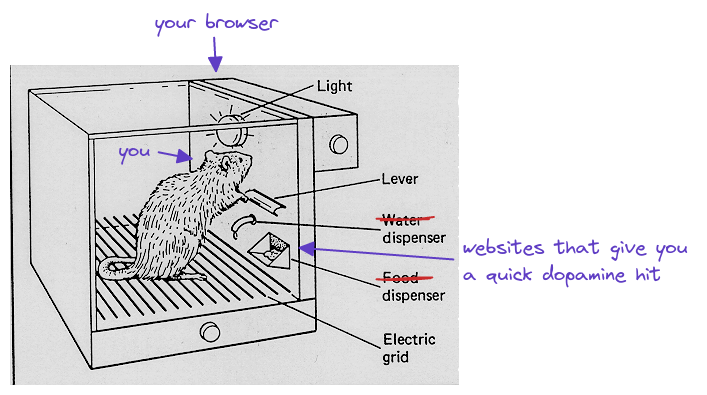 your browser
Light
you
Lever
Water
dispenser
websites that give you
a quick dopamine hit
Food
dispenser
Electric
grid